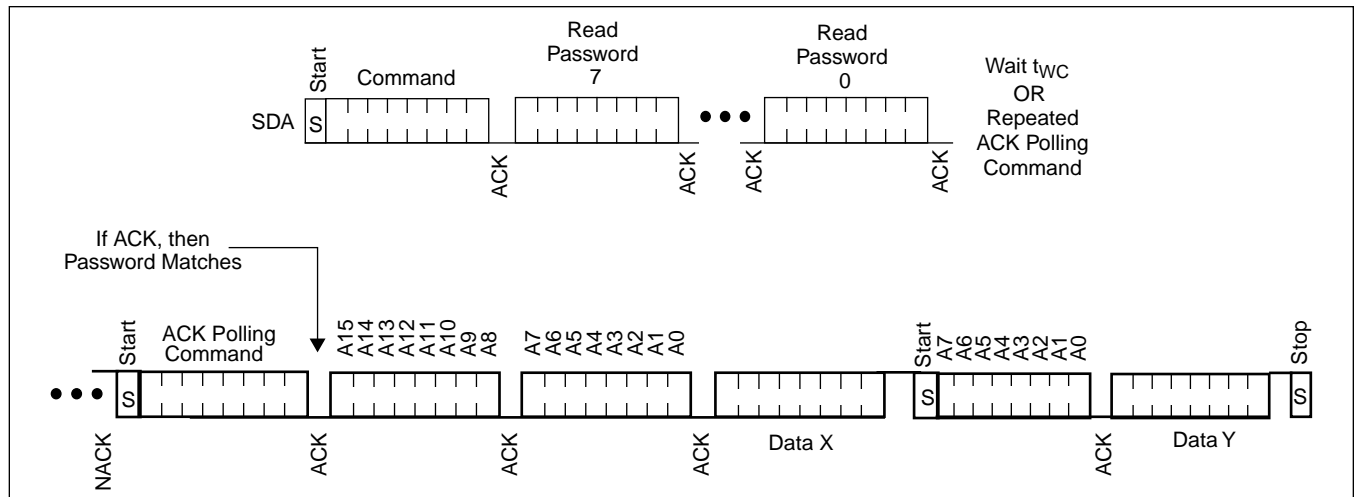 Start
Command
Read
Password
7
Read
Password
0
Wait tWC
OR
Repeated
ACK Polling
Command
SDA
S
ACK
ACK
ACK
ACK
If ACK, then
Password Matches
Start
ACK Polling
Command
A15
A14
A13
A12
A11
A10
A9
A8
A7
A6
A5
A4
A3
A2
A1
A0
Start
A7
A6
A5
A4
A3
A2
A1
A0
Stop
S
S
S
NACK
ACK
ACK
ACK
Data X
ACK
Data Y